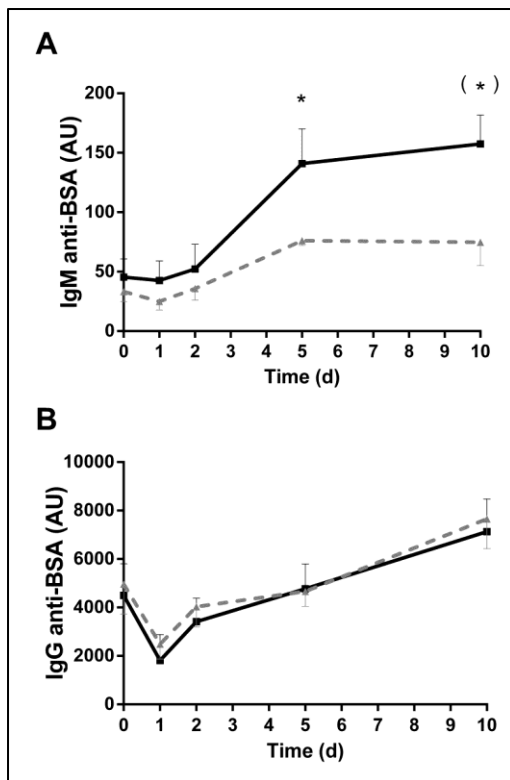 A
*
( * )
200
150
100
50
0
IgM anti-BSA (AU)
0 1 2 3 4 5 6 7 8 9 10
Time (d)
B
10000
8000
6000
4000
2000
0
IgG anti-BSA (AU)
0 1 2 3 4 5 6 7 8 9 10
Time (d)